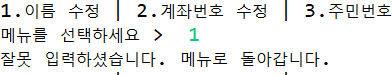 1.이름 수정 | 2.계좌번호 수정 | 3.주민번호
메뉴를 선택하세요 > 1
잘못 입력하셨습니다. 메뉴로 돌아갑니다.